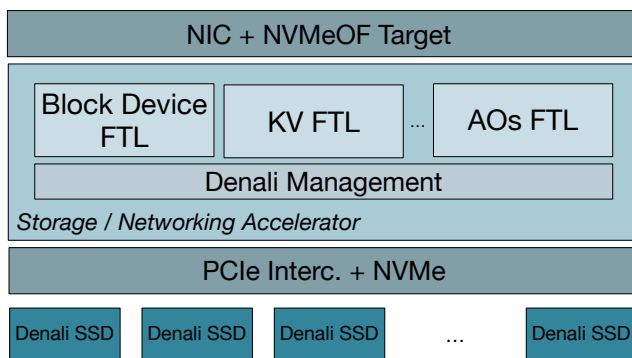 NIC + NVMeOF Target
Block Device
FTL
KV FTL
...
AOs FTL
Denali Management
Storage / Networking Accelerator
PCIe Interc. + NVMe
Denali SSD
Denali SSD
Denali SSD
...
Denali SSD